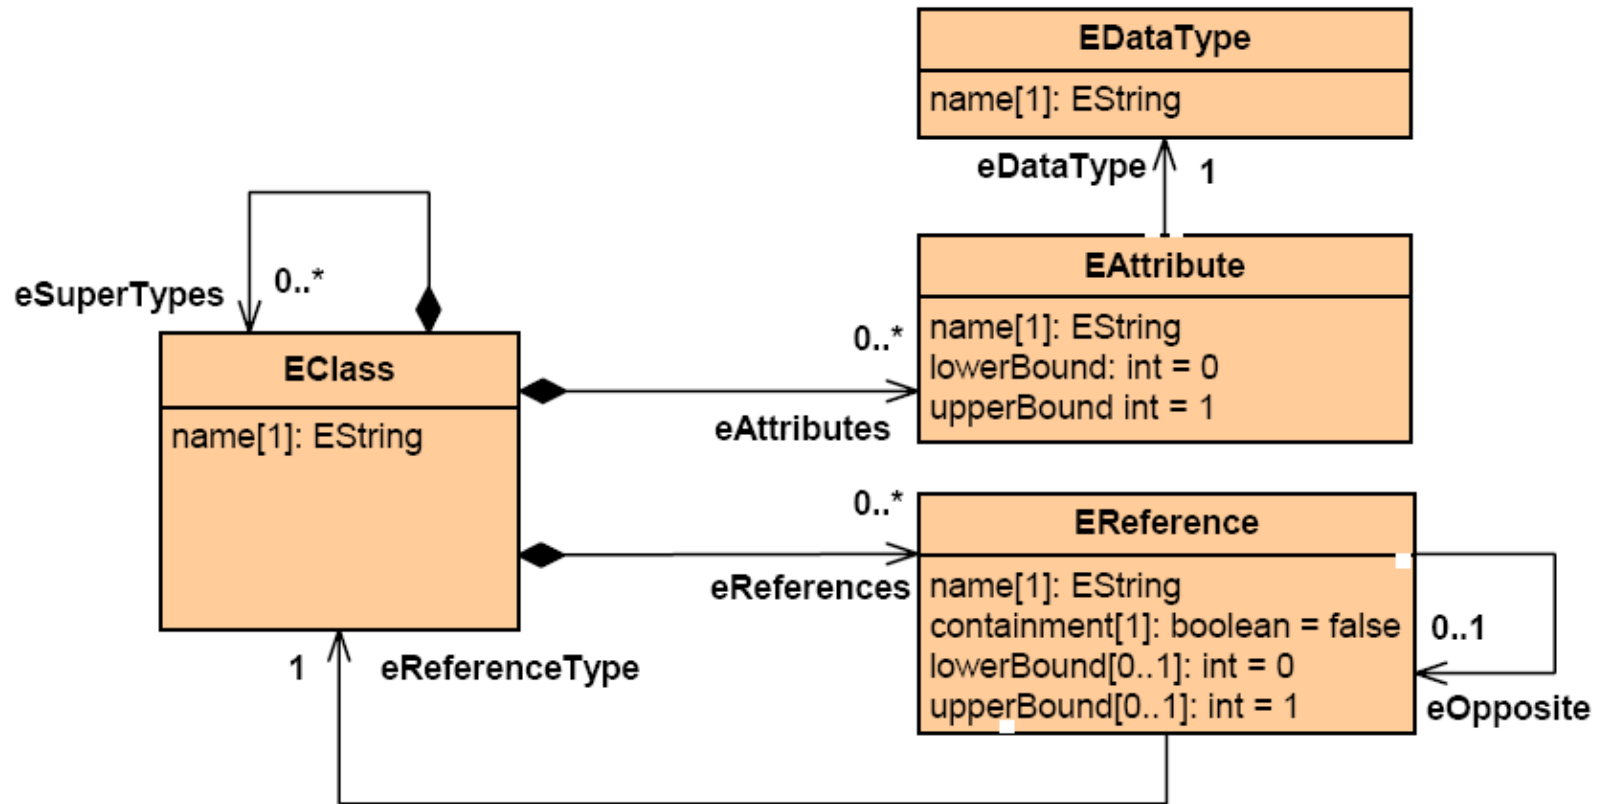 EDataType
name[1]: EString
eDataType
1
EAttribute
name[1]: EString
lowerBound: int = 0
upperBound int = 1
eSuperTypes
0..*
EClass
name[1]: EString
0..*
eAttributes
0..*
eReferences
EReference
name[1]: EString
containment[1]: boolean = false
lowerBound[0..1]: int = 0
upperBound[0..1]: int = 1
0..1
eOpposite
1
eReferenceType